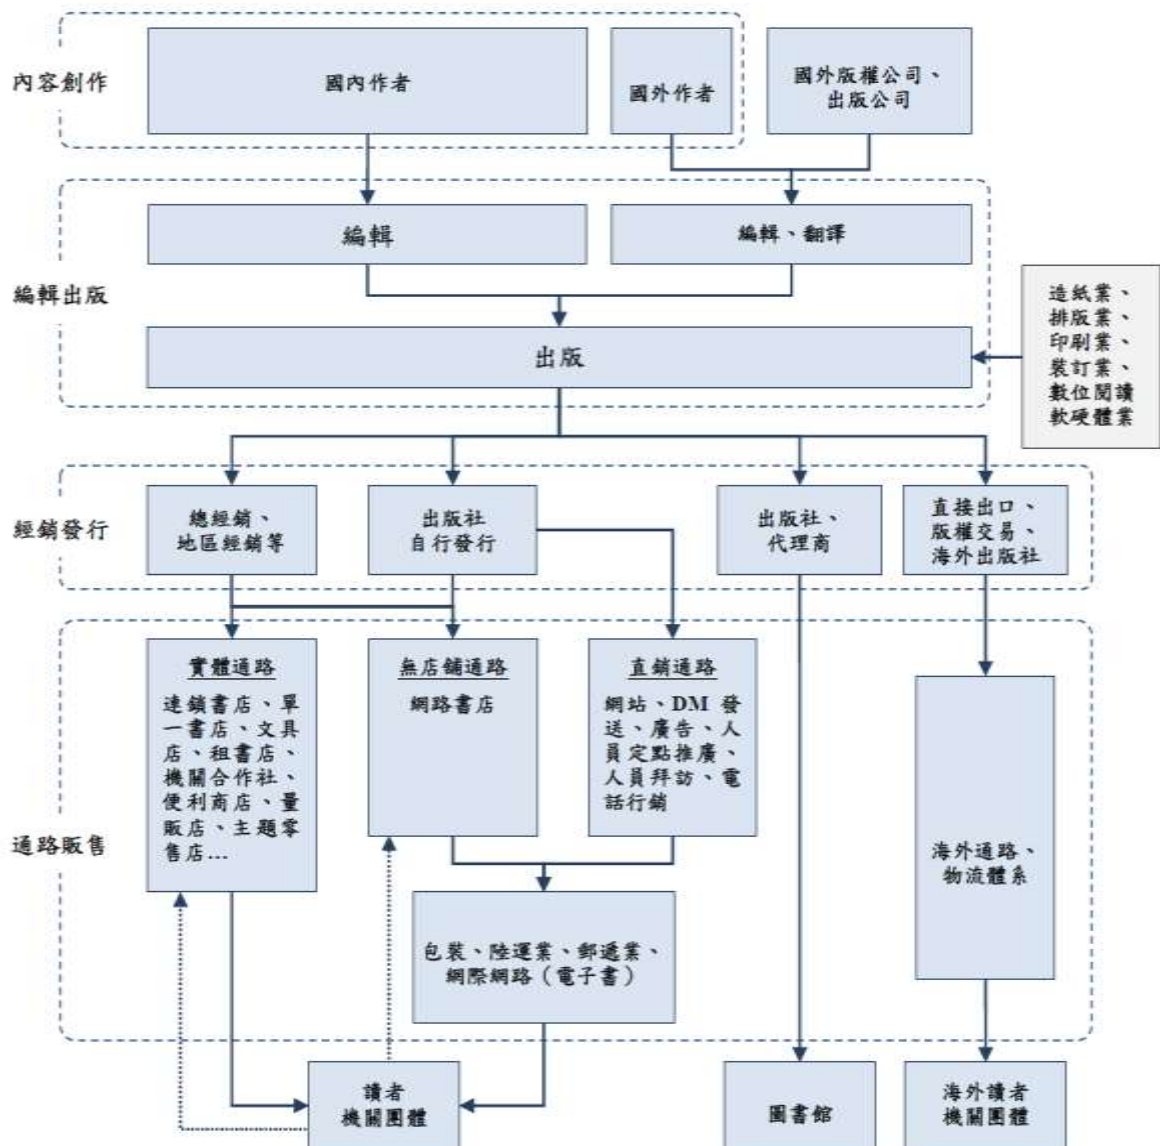 內容創作
國內作者
國外作者
國外版權公司、
出版公司
編輯出版
編輯
編輯、翻譯
出版
造紙業、
排版業、
印刷業、
裝訂業、
數位閱讀
軟硬體業
經銷發行
總經銷、
地區經銷等
出版社
自行發行
出版社、
代理商
直接出口、
版權交易、
海外出版社
通路販售
實體通路
連鎖書店、單
一書店、文具
店、租書店、
機關合作社、
便利商店、量
販店、主題零
售店...
無店舖通路
網路書店
直銷通路
網站、DM 發
送、廣告、人
員定點推廣、
人員拜訪、電
話行銷
包裝、陸運業、郵遞業、
網際網路（電子書）
海外通路、
物流體系
讀者
機關團體
圖書館
海外讀者
機關團體